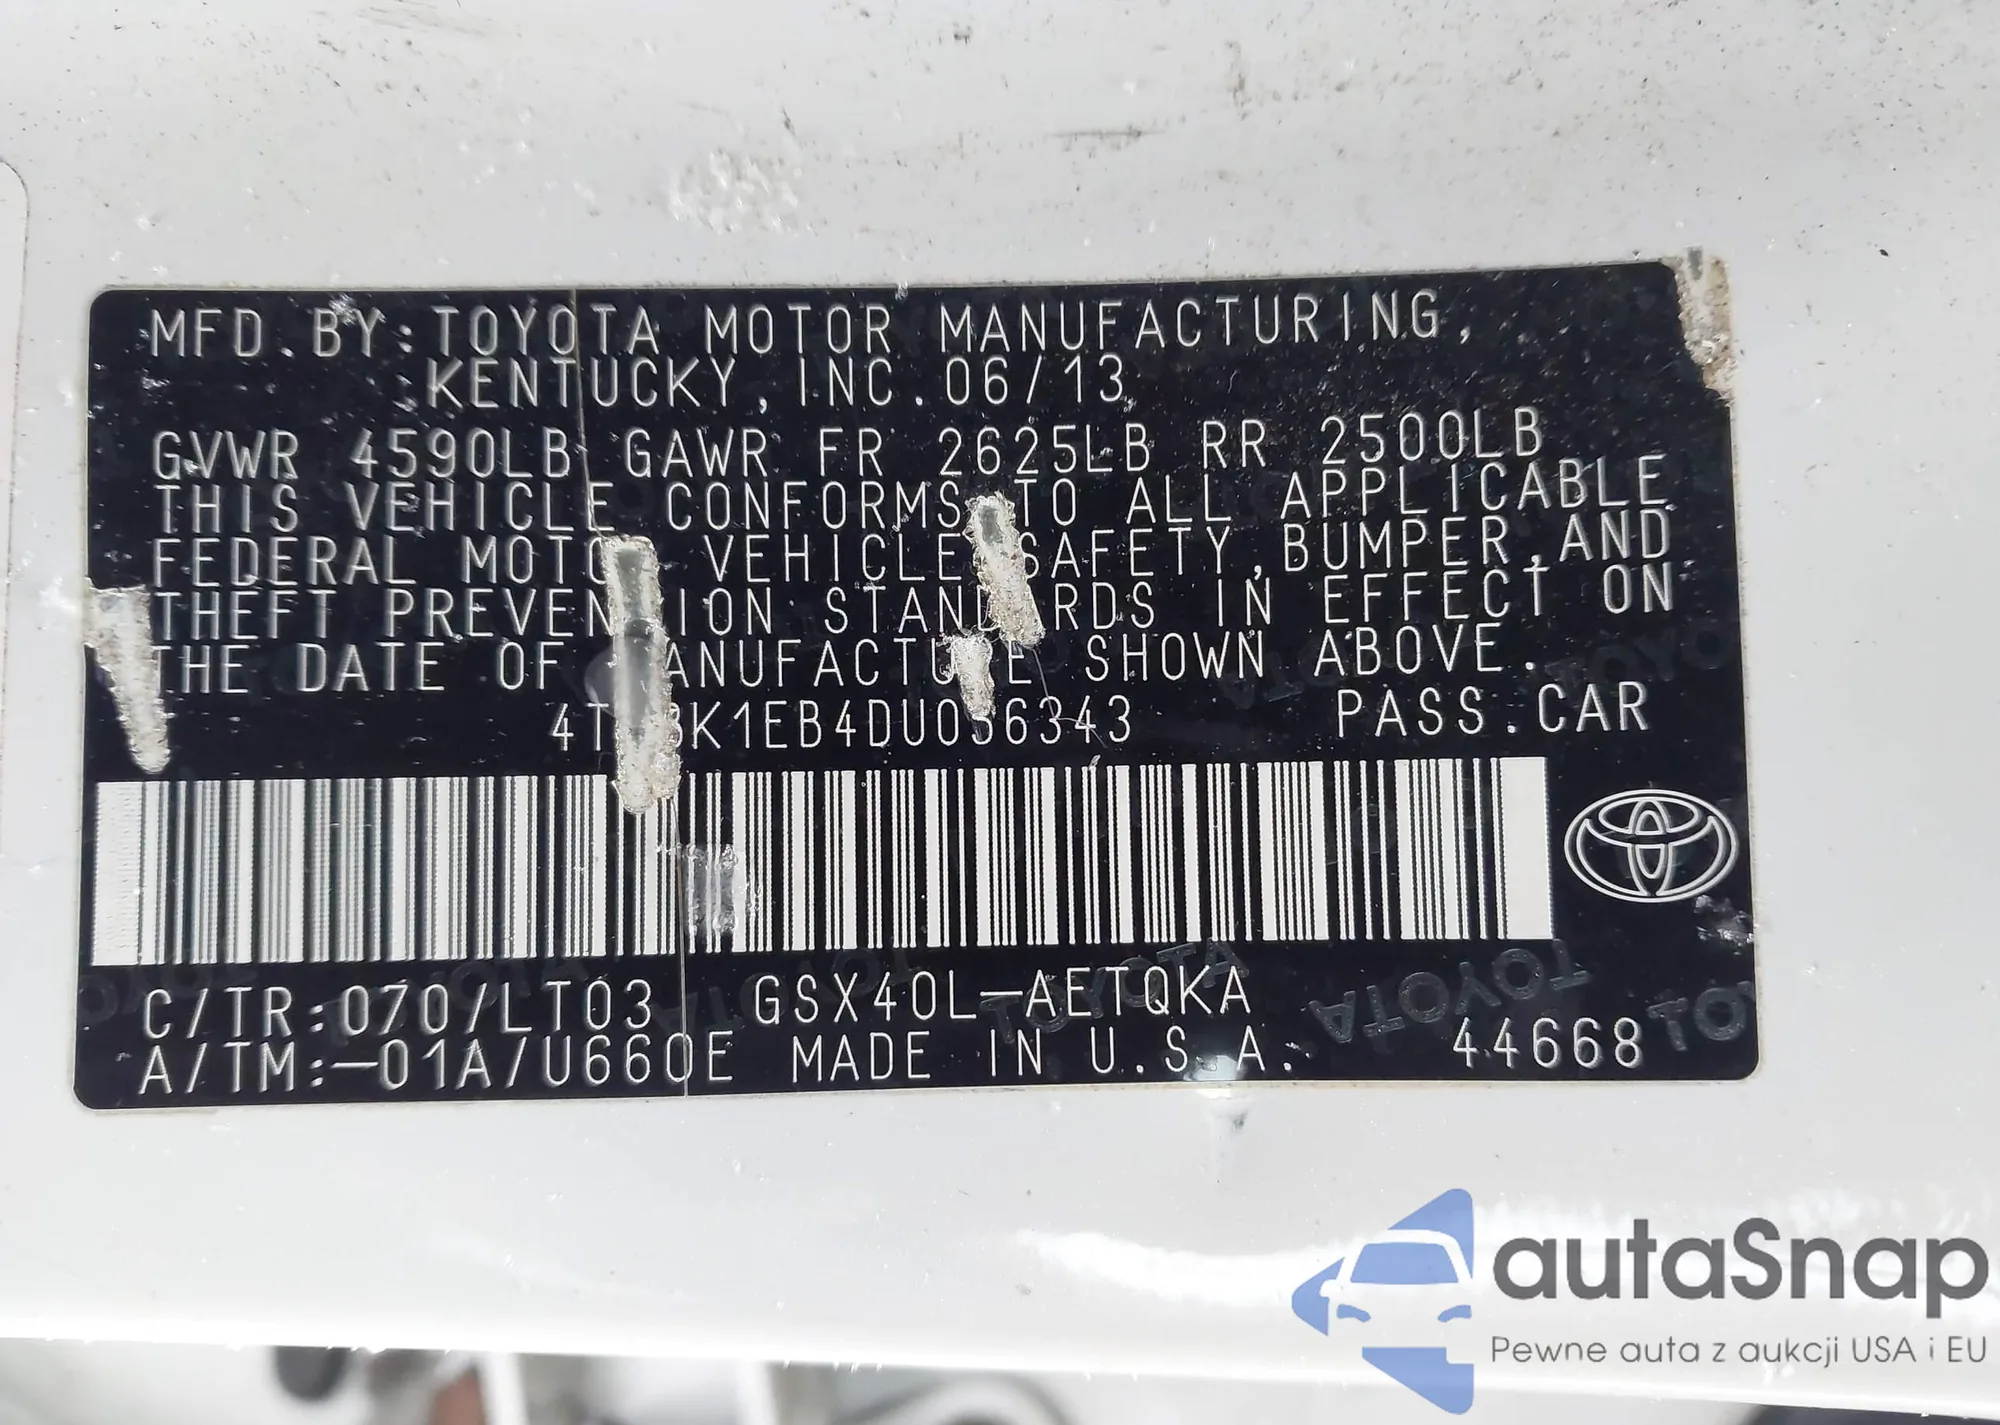 MFD.BY:TOYOTA MOTOR MANUFACTURING,
KENTUCKY, INC. 06/13
GVWR 4590LB GAWR FR 2625LB RR 2500LB
THIS VEHICLE CONFORMS TO ALL APPLICABLE
FEDERAL MOTOR VEHICLE SAFETY, BUMPER, AND
THEFT PREVENTION STANDARDS IN EFFECT ON
THE DATE OF MANUFACTURE SHOWN ABOVE.
PASS.CAR
C/TR:070/LT03 GSX40L-AETQKA
A/TM:-01A/U660E MADE IN U.S.A. 44668
TOYOTA
autaSnap
Pewne auta z aukcji USA i EU